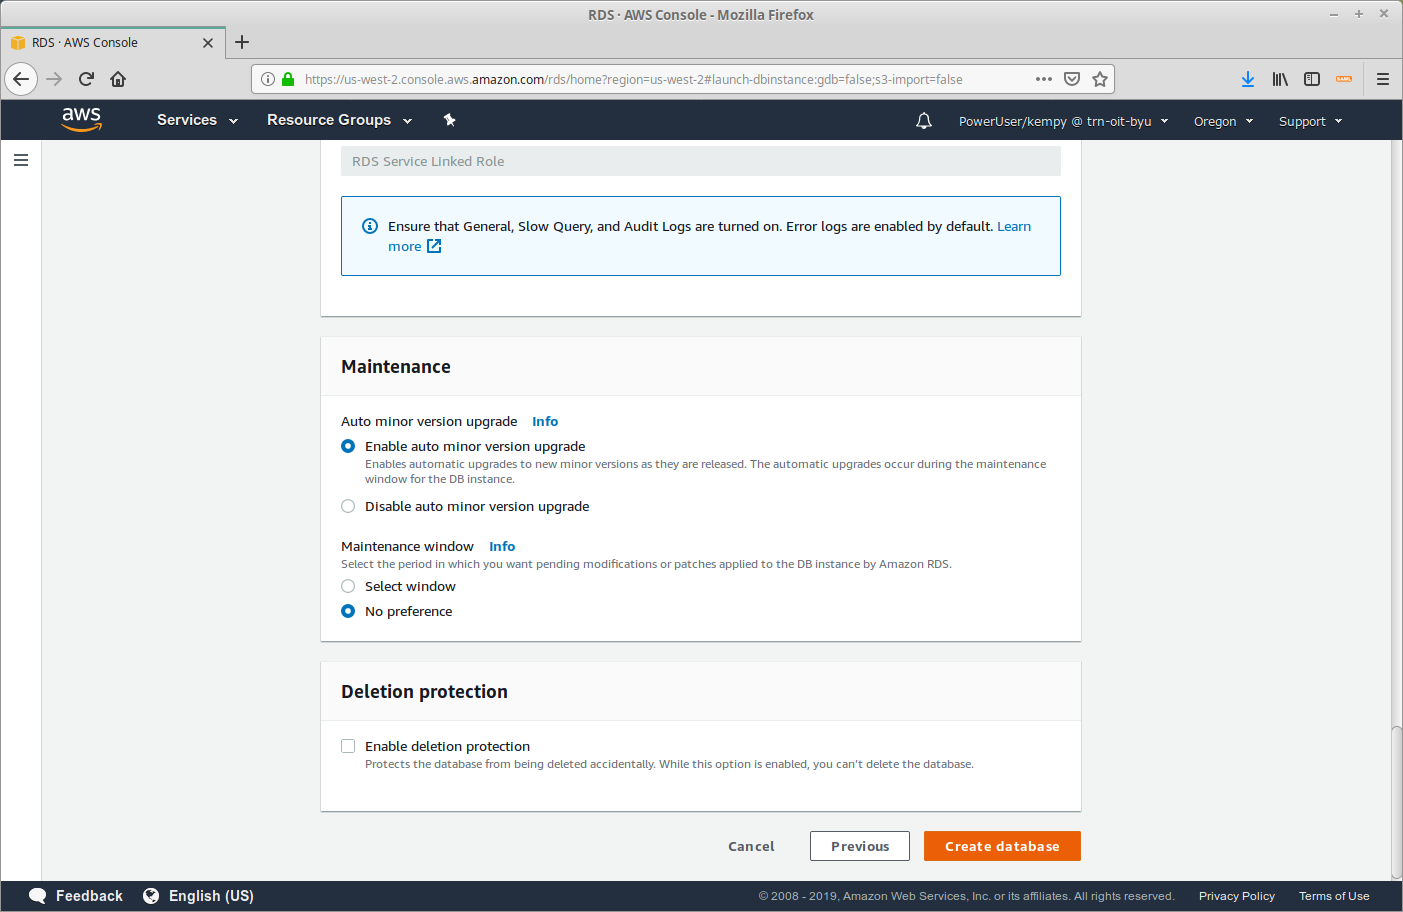 RDS · AWS Console - Mozilla Firefox
RDS · AWS Console
https://us-west-2.console.aws.amazon.com/rds/home?region=us-west-2#launch-dbinstance:gdb=false;s3-import=false
aws Services Resource Groups PowerUser/kempy @ trn-oit-byu Oregon Support
RDS Service Linked Role
Ensure that General, Slow Query, and Audit Logs are turned on. Error logs are enabled by default. Learn
more
Maintenance
Auto minor version upgrade Info
Enable auto minor version upgrade
Enables automatic upgrades to new minor versions as they are released. The automatic upgrades occur during the maintenance
window for the DB instance.
Disable auto minor version upgrade
Maintenance window Info
Select the period in which you want pending modifications or patches applied to the DB instance by Amazon RDS.
Select window
No preference
Deletion protection
Enable deletion protection
Protects the database from being deleted accidentally. While this option is enabled, you can't delete the database.
Cancel Previous Create database
Feedback English (US) © 2008 - 2019, Amazon Web Services, Inc. or its affiliates. All rights reserved. Privacy Policy Terms of Use